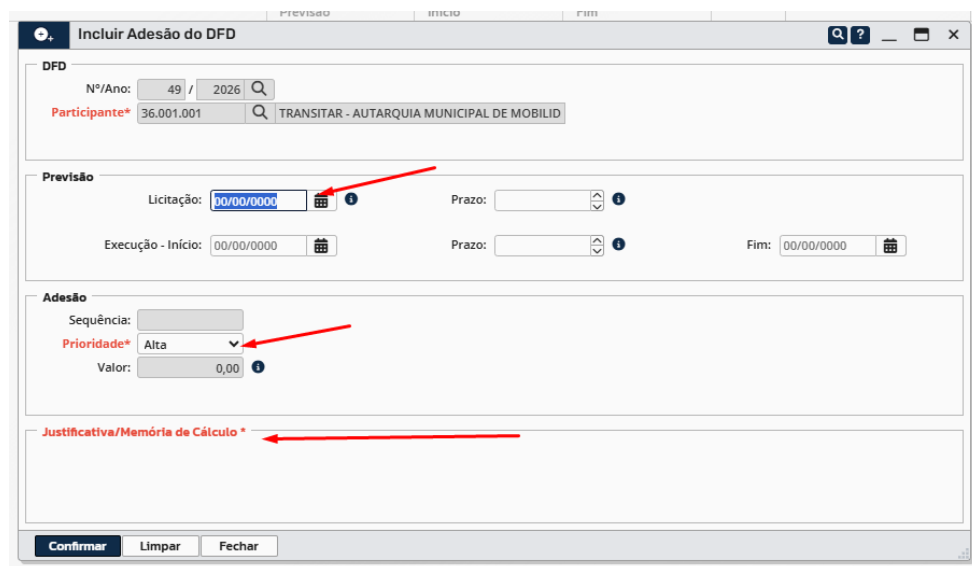 Previsão Início Fim
Incluir Adesão do DFD
DFD
Nº/Ano: 49 / 2026
Participante* 36.001.001 TRANSITAR - AUTARQUIA MUNICIPAL DE MOBILID
Previsão
Licitação: 00/00/0000 Prazo:
Execução - Início: 00/00/0000 Prazo: Fim: 00/00/0000
Adesão
Sequência:
Prioridade* Alta
Valor: 0,00
Justificativa/Memória de Cálculo *
Confirmar Limpar Fechar